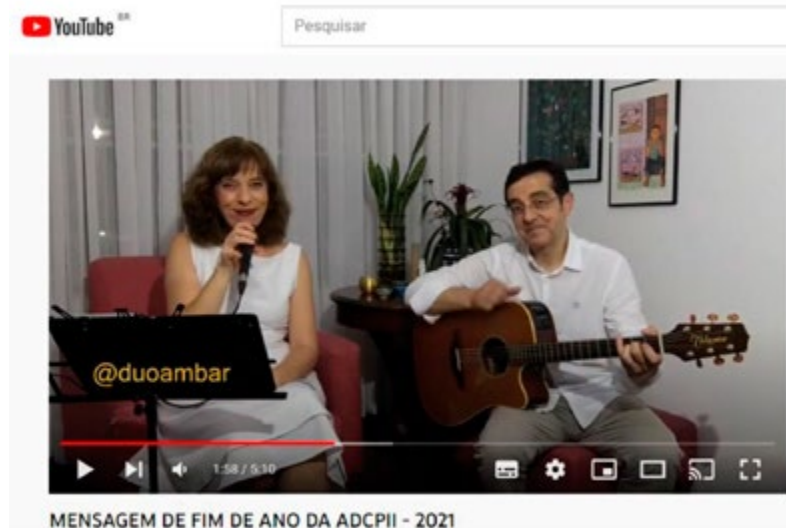 YouTube BR
Pesquisar
@duoambar
1:58 / 5:10
MENSAGEM DE FIM DE ANO DA ADCPII - 2021